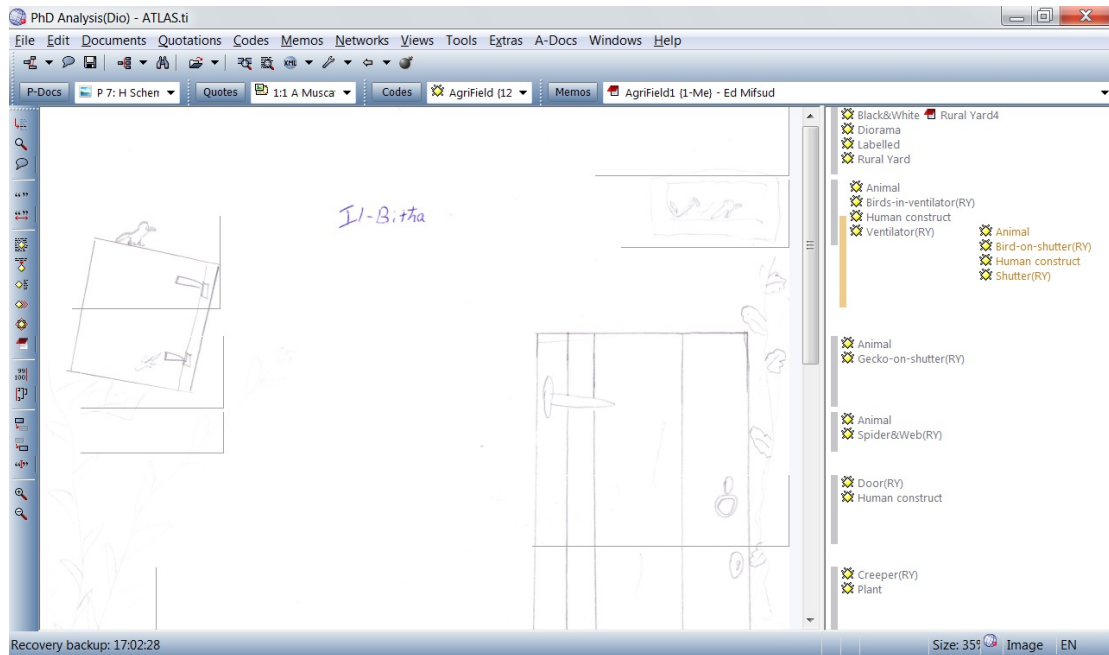 PhD Analysis(Dio) - ATLAS.ti
File Edit Documents Quotations Codes Memos Networks Views Tools Extras A-Docs Windows Help
P-Docs P 7: H Schen Quotes 1:1 A Musca Codes AgriField {12 Memos AgriField1 {1-Me} - Ed Mifsud
Il-Bitha
Black&White Rural Yard4
Diorama
Labelled
Rural Yard
Animal
Birds-in-ventilator(RY)
Human construct
Ventilator(RY)
Animal
Bird-on-shutter(RY)
Human construct
Shutter(RY)
Animal
Gecko-on-shutter(RY)
Animal
Spider&Web(RY)
Door(RY)
Human construct
Creeper(RY)
Plant
Recovery backup: 17:02:28
Size: 35% Image EN